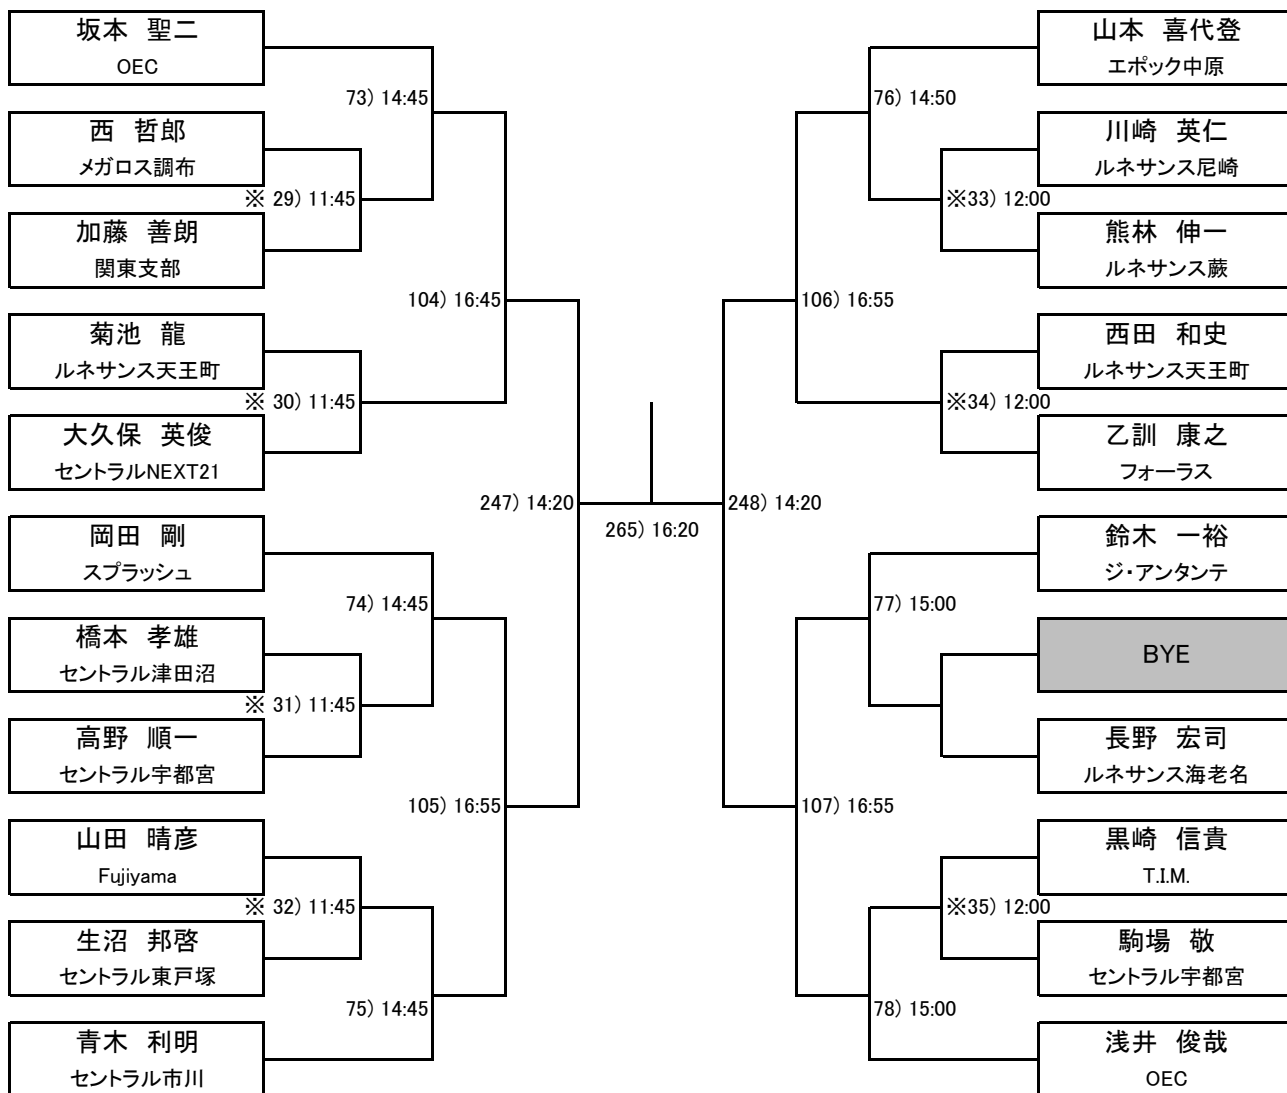 坂本 聖二
OEC
73) 14:45
西 哲郎
メガロス調布
※ 29) 11:45
加藤 善朗
関東支部
104) 16:45
菊池 龍
ルネサンス天王町
※ 30) 11:45
大久保 英俊
セントラルNEXT21
247) 14:20
岡田 剛
スプラッシュ
74) 14:45
橋本 孝雄
セントラル津田沼
※ 31) 11:45
高野 順一
セントラル宇都宮
105) 16:55
山田 晴彦
Fujiyama
※ 32) 11:45
生沼 邦啓
セントラル東戸塚
75) 14:45
青木 利明
セントラル市川
265) 16:20
山本 喜代登
エポック中原
76) 14:50
川崎 英仁
ルネサンス尼崎
※33) 12:00
熊林 伸一
ルネサンス蕨
106) 16:55
西田 和史
ルネサンス天王町
※34) 12:00
乙訓 康之
フォーラス
248) 14:20
鈴木 一裕
ジ・アンタンテ
77) 15:00
BYE
長野 宏司
ルネサンス海老名
107) 16:55
黒崎 信貴
T.I.M.
※35) 12:00
駒場 敬
セントラル宇都宮
78) 15:00
浅井 俊哉
OEC